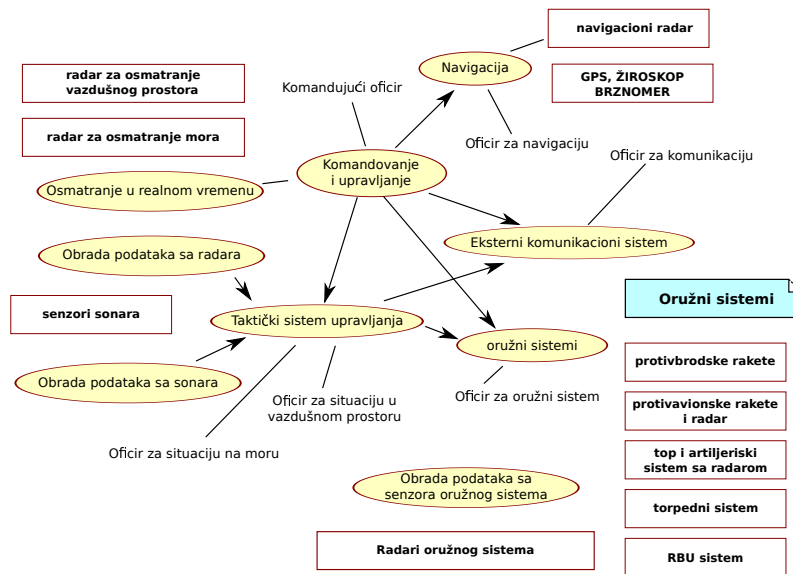 navigacioni radar
Navigacija
radar za osmatranje
vazdušnog prostora
GPS, ŽIROSKOP
BRZNOMER
Komandujući oficir
radar za osmatranje mora
Oficir za navigaciju
Oficir za komunikaciju
Komandovanje
i upravljanje
Osmatranje u realnom vremenu
Eksterni komunikacioni sistem
Obrada podataka sa radara
Oružni sistemi
senzori sonara
Taktički sistem upravljanja
oružni sistemi
protivbrodske rakete
Obrada podataka sa sonara
Oficir za situaciju u
vazdušnom prostoru
Oficir za oružni sistem
protivavionske rakete
i radar
Oficir za situaciju na moru
top i artiljeriski
sistem sa radarom
Obrada podataka sa
senzora oružnog sistema
torpedni sistem
Radari oružnog sistema
RBU sistem